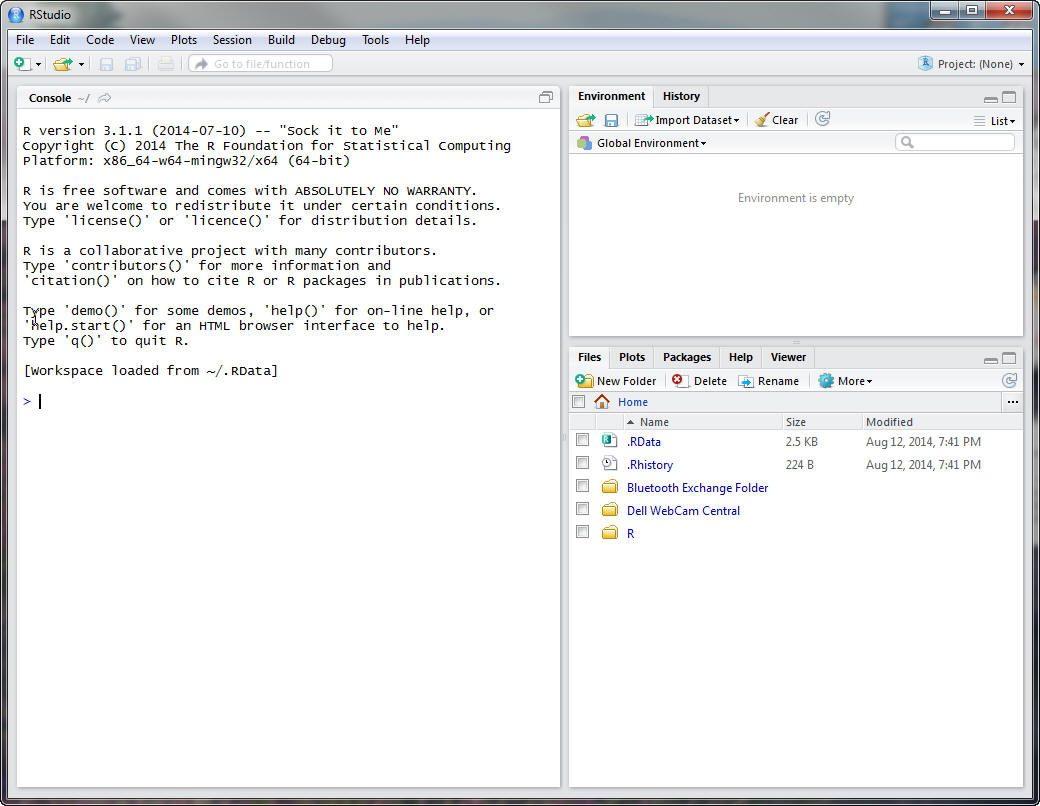 RStudio
File Edit Code View Plots Session Build Debug Tools Help
Go to file/function
Project: (None)
Console ~/
R version 3.1.1 (2014-07-10) -- "Sock it to Me"
Copyright (C) 2014 The R Foundation for Statistical Computing
Platform: x86_64-w64-mingw32/x64 (64-bit)
R is free software and comes with ABSOLUTELY NO WARRANTY.
You are welcome to redistribute it under certain conditions.
Type 'license()' or 'licence()' for distribution details.
R is a collaborative project with many contributors.
Type 'contributors()' for more information and
'citation()' on how to cite R or R packages in publications.
Type 'demo()' for some demos, 'help()' for on-line help, or
'help.start()' for an HTML browser interface to help.
Type 'q()' to quit R.
[Workspace loaded from ~/.RData]
>
Environment History
Import Dataset Clear List
Global Environment
Environment is empty
Files Plots Packages Help Viewer
New Folder Delete Rename More
Home ...
Name Size Modified
.RData 2.5 KB Aug 12, 2014, 7:41 PM
.Rhistory 224 B Aug 12, 2014, 7:41 PM
Bluetooth Exchange Folder
Dell WebCam Central
R